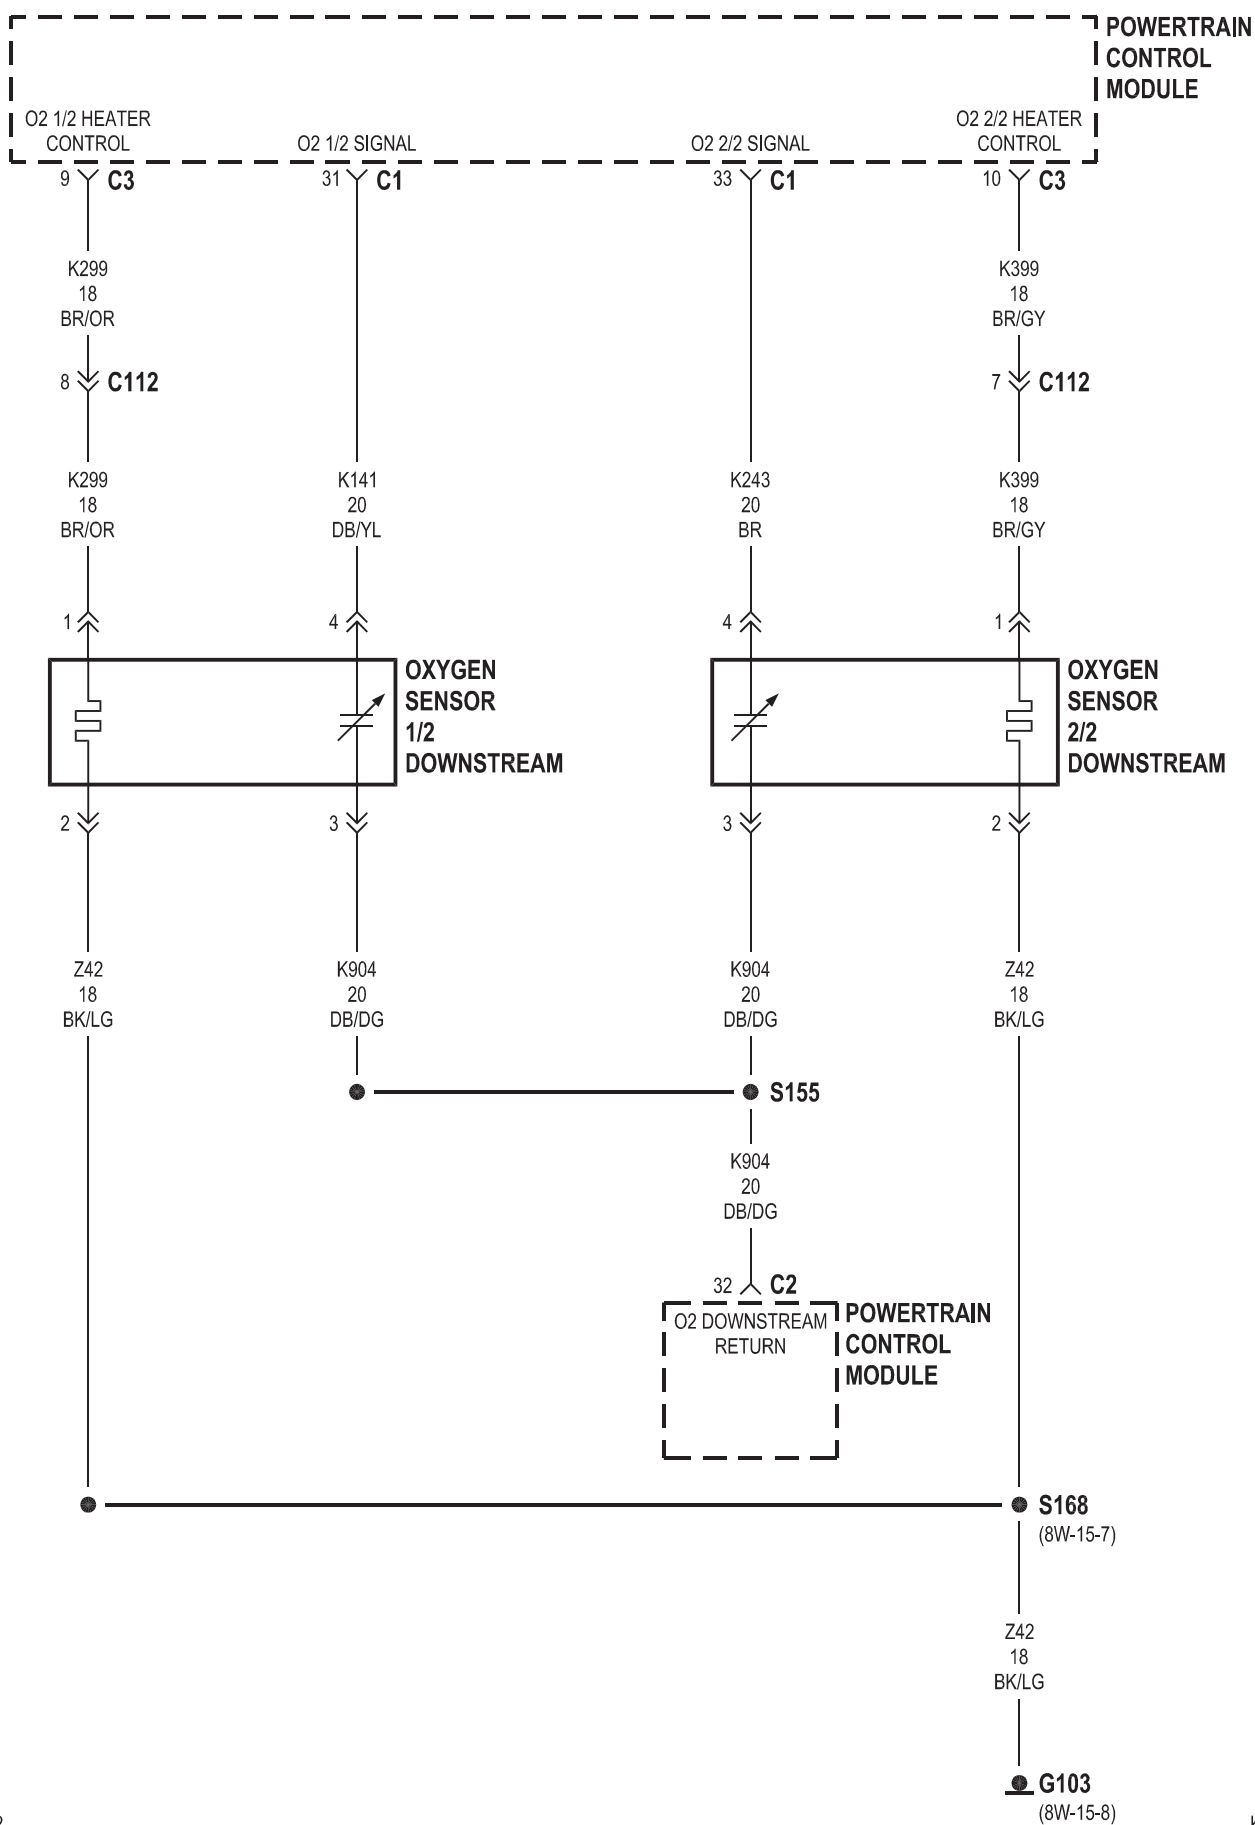 POWERTRAIN
CONTROL
MODULE
O2 1/2 HEATER
CONTROL
O2 1/2 SIGNAL
O2 2/2 SIGNAL
O2 2/2 HEATER
CONTROL
9 C3
31 C1
33 C1
10 C3
K299
18
BR/OR
K399
18
BR/GY
8 C112
7 C112
K299
18
BR/OR
K141
20
DB/YL
K243
20
BR
K399
18
BR/GY
1
4
4
1
OXYGEN
SENSOR
1/2
DOWNSTREAM
OXYGEN
SENSOR
2/2
DOWNSTREAM
2
3
3
2
Z42
18
BK/LG
K904
20
DB/DG
K904
20
DB/DG
Z42
18
BK/LG
S155
K904
20
DB/DG
32 C2
O2 DOWNSTREAM
RETURN
POWERTRAIN
CONTROL
MODULE
S168
(8W-15-7)
Z42
18
BK/LG
G103
(8W-15-8)